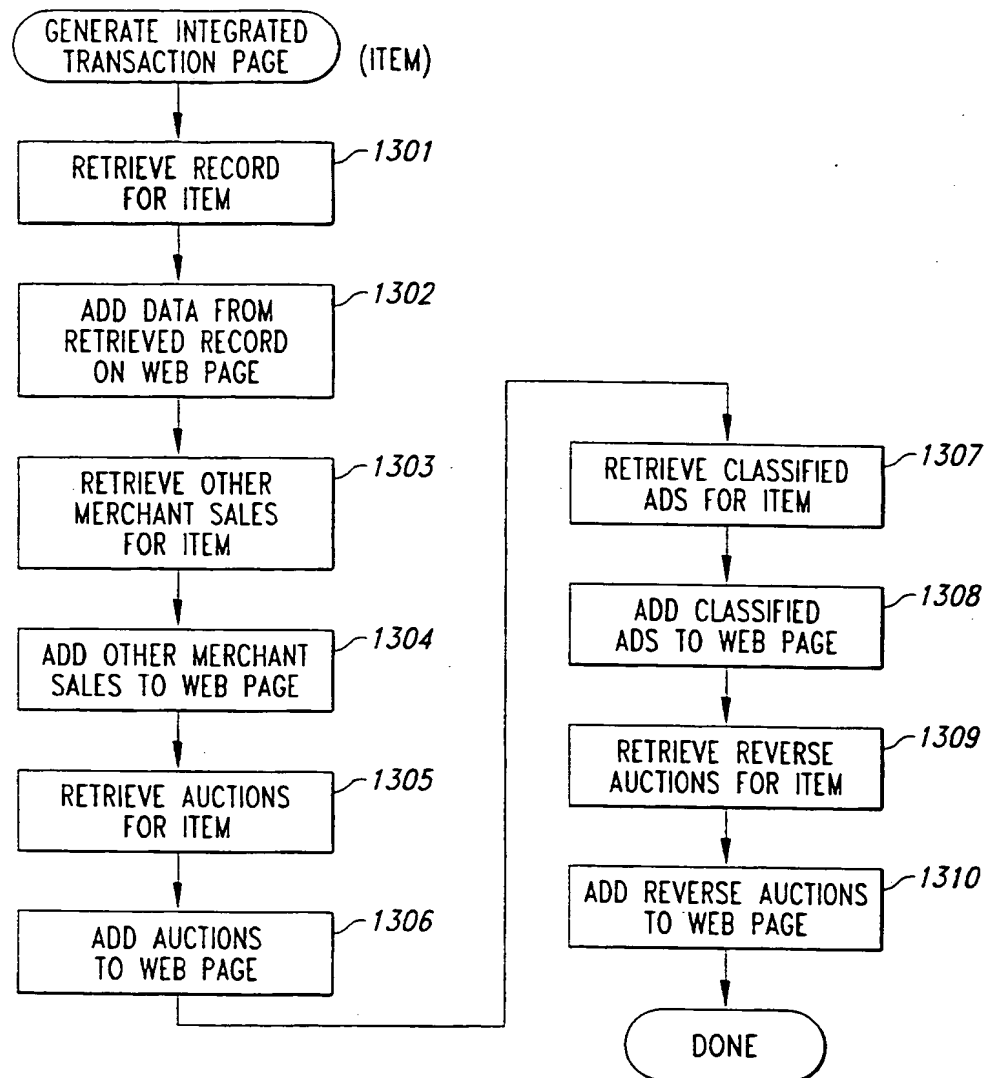 GENERATE INTEGRATED
TRANSACTION PAGE
(ITEM)
1301
RETRIEVE RECORD
FOR ITEM
1302
ADD DATA FROM
RETRIEVED RECORD
ON WEB PAGE
1303
RETRIEVE OTHER
MERCHANT SALES
FOR ITEM
1304
ADD OTHER MERCHANT
SALES TO WEB PAGE
1305
RETRIEVE AUCTIONS
FOR ITEM
1306
ADD AUCTIONS
TO WEB PAGE
1307
RETRIEVE CLASSIFIED
ADS FOR ITEM
1308
ADD CLASSIFIED
ADS TO WEB PAGE
1309
RETRIEVE REVERSE
AUCTIONS FOR ITEM
1310
ADD REVERSE AUCTIONS
TO WEB PAGE
DONE